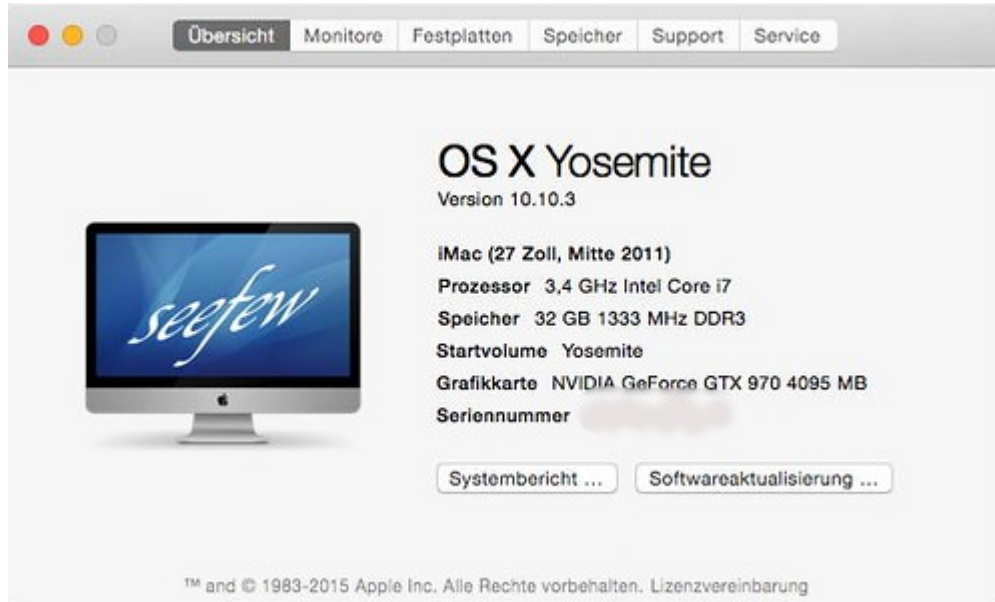 Übersicht Monitore Festplatten Speicher Support Service
OS X Yosemite
Version 10.10.3
seefew
iMac (27 Zoll, Mitte 2011)
Prozessor 3,4 GHz Intel Core i7
Speicher 32 GB 1333 MHz DDR3
Startvolume Yosemite
Grafikkarte NVIDIA GeForce GTX 970 4095 MB
Seriennummer
Systembericht ... Softwareaktualisierung ...
™ and © 1983-2015 Apple Inc. Alle Rechte vorbehalten. Lizenzvereinbarung